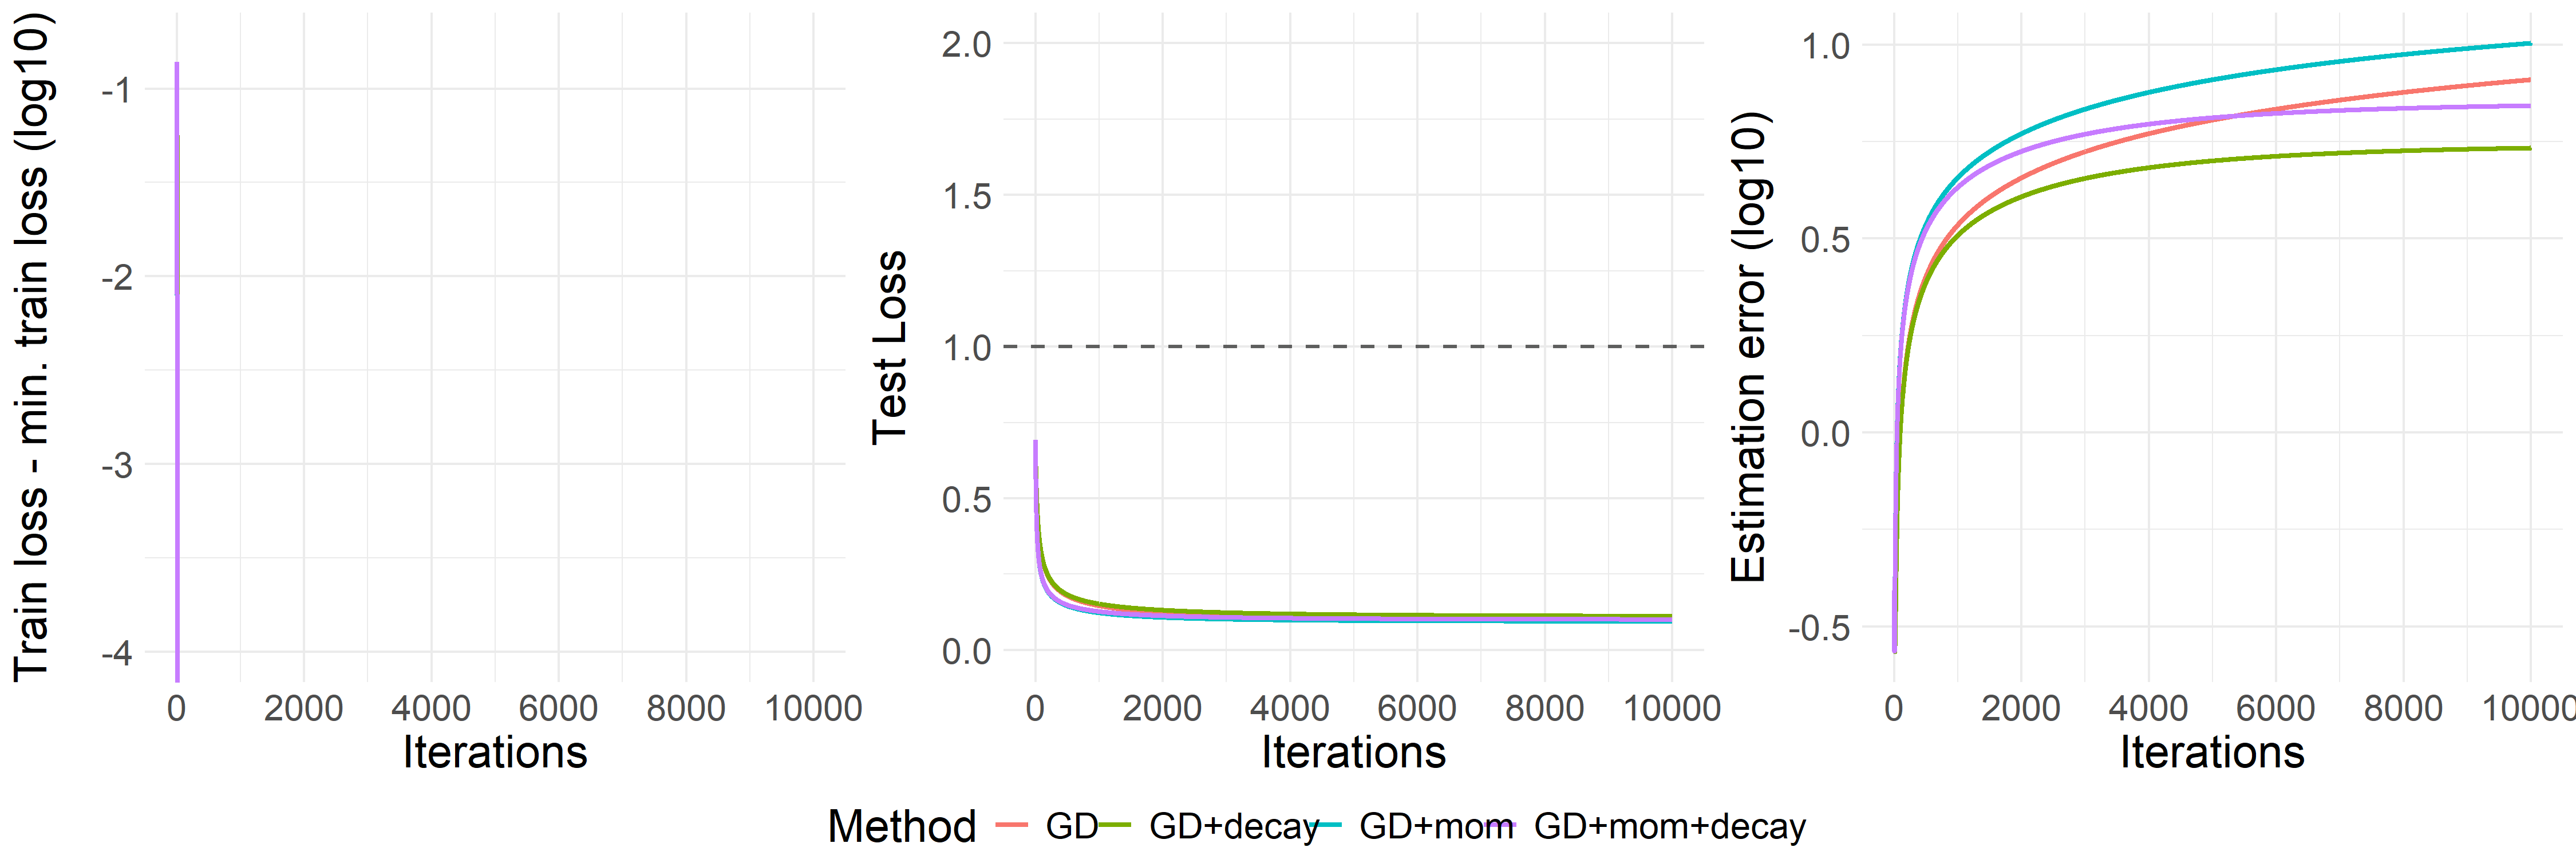 Train loss - min. train loss (log10)
-1
-2
-3
-4
0 2000 4000 6000 8000 10000
Iterations
Test Loss
2.0
1.5
1.0
0.5
0.0
0 2000 4000 6000 8000 10000
Iterations
Estimation error (log10)
1.0
0.5
0.0
-0.5
0 2000 4000 6000 8000 10000
Iterations
Method GD GD+decay GD+mom GD+mom+decay